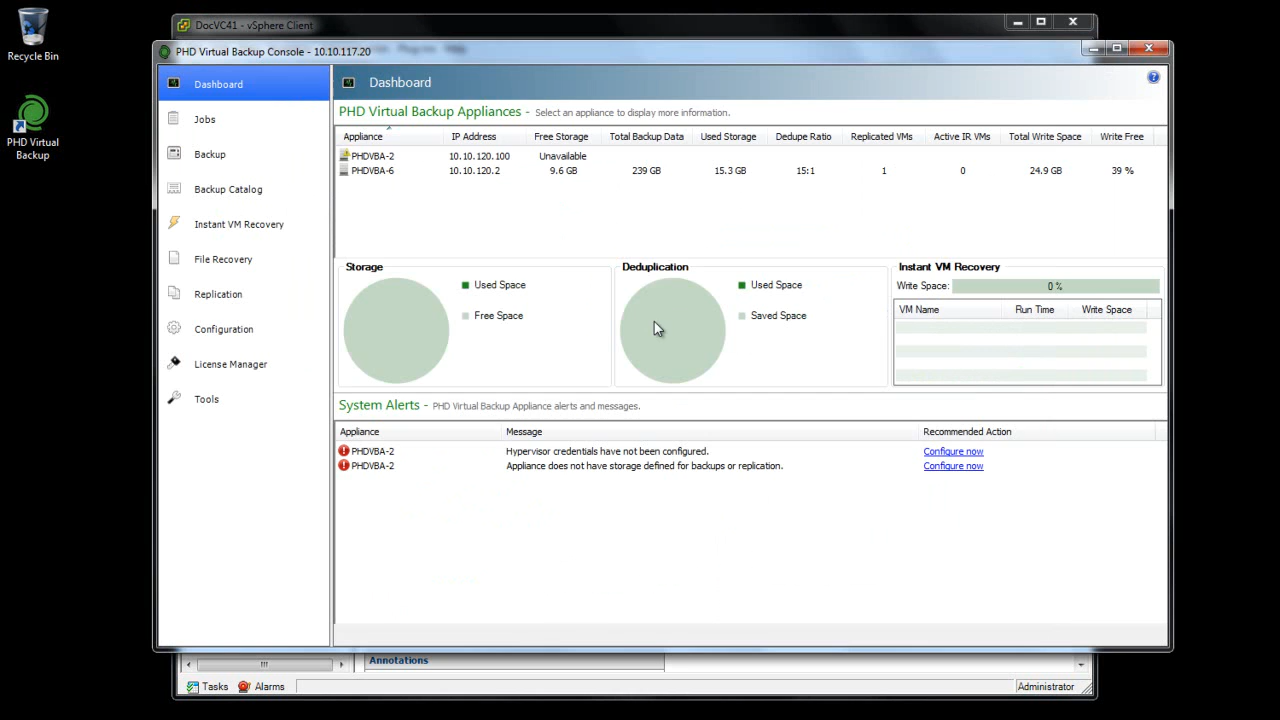 DocVC41 - vSphere Client
Recycle Bin
PHD Virtual Backup
PHD Virtual Backup Console - 10.10.117.20
Dashboard
Jobs
Backup
Backup Catalog
Instant VM Recovery
File Recovery
Replication
Configuration
License Manager
Tools
Dashboard
?
PHD Virtual Backup Appliances - Select an appliance to display more information.
Appliance IP Address Free Storage Total Backup Data Used Storage Dedupe Ratio Replicated VMs Active IR VMs Total Write Space Write Free
PHDVBA-2 10.10.120.100 Unavailable
PHDVBA-6 10.10.120.2 9.6 GB 239 GB 15.3 GB 15:1 1 0 24.9 GB 39 %
Storage
Used Space
Free Space
Deduplication
Used Space
Saved Space
Instant VM Recovery
Write Space: 0 %
VM Name Run Time Write Space
System Alerts - PHD Virtual Backup Appliance alerts and messages.
Appliance Message Recommended Action
PHDVBA-2 Hypervisor credentials have not been configured. Configure now
PHDVBA-2 Appliance does not have storage defined for backups or replication. Configure now
Annotations
Tasks Alarms Administrator